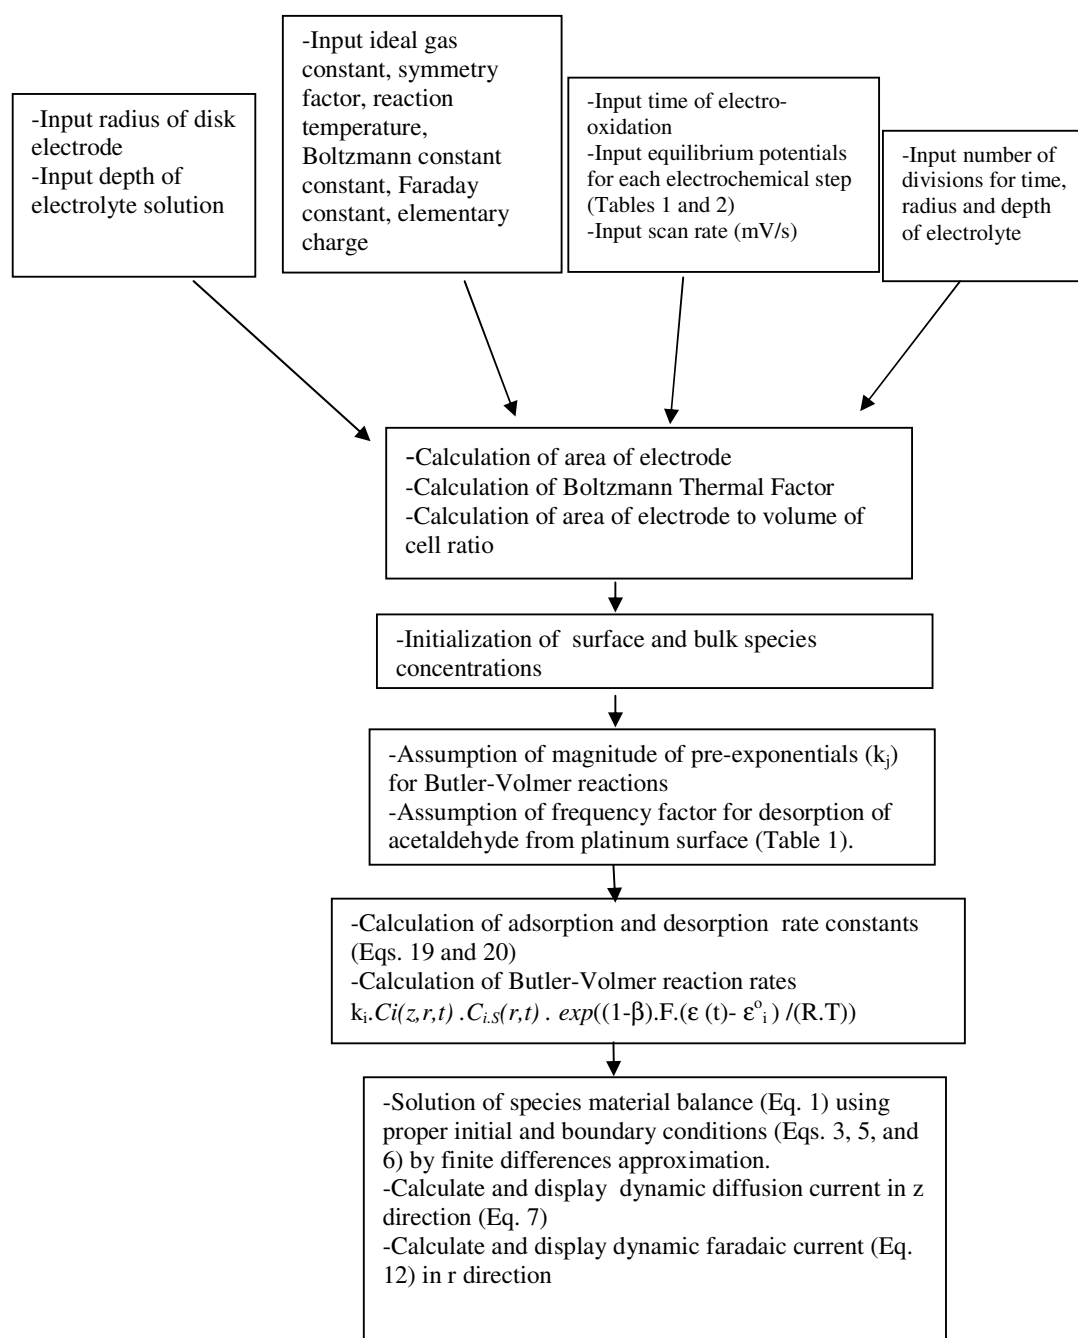 -Input radius of disk
electrode
-Input depth of
electrolyte solution
-Input ideal gas
constant, symmetry
factor, reaction
temperature,
Boltzmann constant
constant, Faraday
constant, elementary
charge
-Input time of electro-
oxidation
-Input equilibrium potentials
for each electrochemical step
(Tables 1 and 2)
-Input scan rate (mV/s)
-Input number of
divisions for time,
radius and depth
of electrolyte
-Calculation of area of electrode
-Calculation of Boltzmann Thermal Factor
-Calculation of area of electrode to volume of
cell ratio
-Initialization of surface and bulk species
concentrations
-Assumption of magnitude of pre-exponentials (kj)
for Butler-Volmer reactions
-Assumption of frequency factor for desorption of
acetaldehyde from platinum surface (Table 1).
-Calculation of adsorption and desorption rate constants
(Eqs. 19 and 20)
-Calculation of Butler-Volmer reaction rates
ki.Ci(z,r,t) .Ci.S(r,t) . exp((1-β).F.(ε (t)- εºi ) /(R.T))
-Solution of species material balance (Eq. 1) using
proper initial and boundary conditions (Eqs. 3, 5, and
6) by finite differences approximation.
-Calculate and display dynamic diffusion current in z
direction (Eq. 7)
-Calculate and display dynamic faradaic current (Eq.
12) in r direction